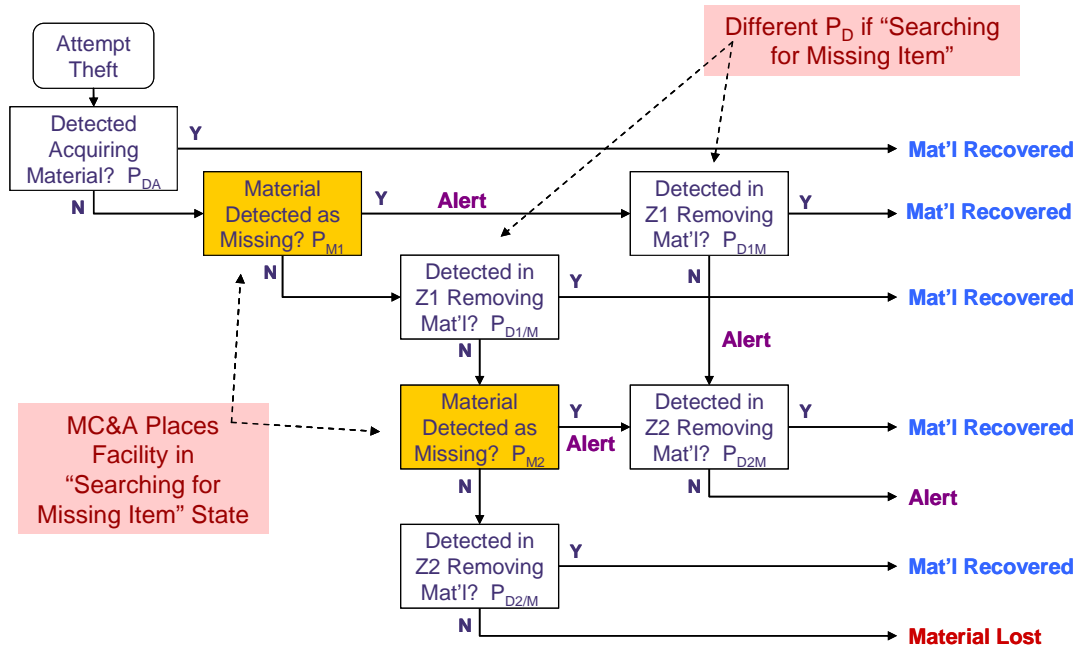 Attempt
Theft
Different P_D if “Searching
for Missing Item”
Detected
Acquiring
Material? P_DA
Y
Mat’l Recovered
N
Material
Detected as
Missing? P_M1
Y
Alert
Detected in
Z1 Removing
Mat’l? P_D1M
Y
Mat’l Recovered
N
N
Detected in
Z1 Removing
Mat’l? P_D1/M
Y
Mat’l Recovered
N
Alert
MC&A Places
Facility in
“Searching for
Missing Item” State
Material
Detected as
Missing? P_M2
Y
Alert
Detected in
Z2 Removing
Mat’l? P_D2M
Y
Mat’l Recovered
N
N
Alert
Detected in
Z2 Removing
Mat’l? P_D2/M
Y
Mat’l Recovered
N
Material Lost